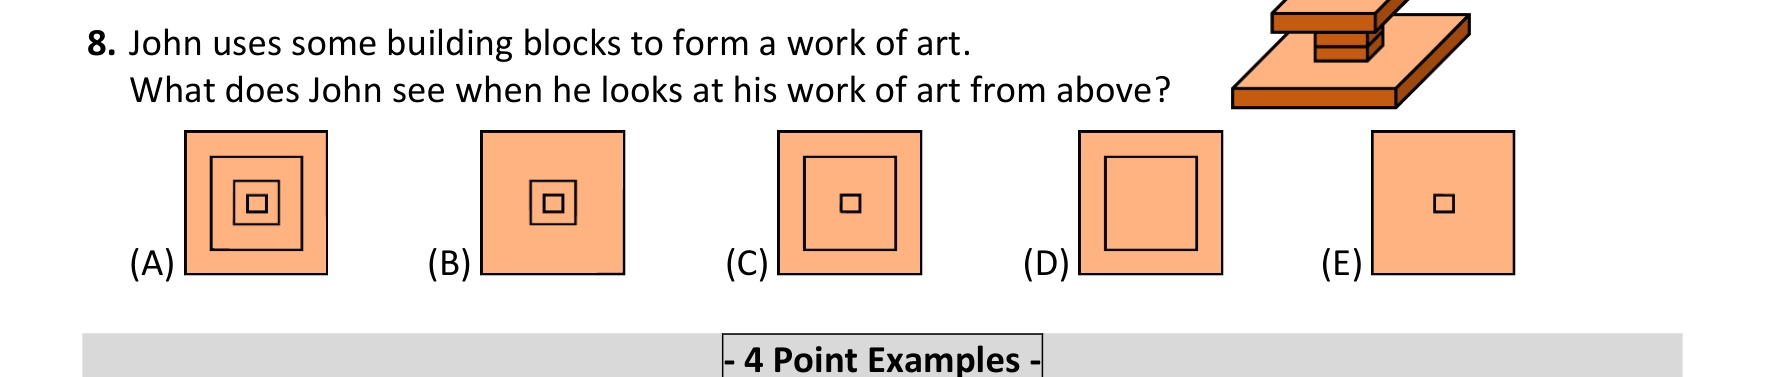 8. John uses some building blocks to form a work of art.
What does John see when he looks at his work of art from above?
(A) (B) (C) (D) (E)
- 4 Point Examples -